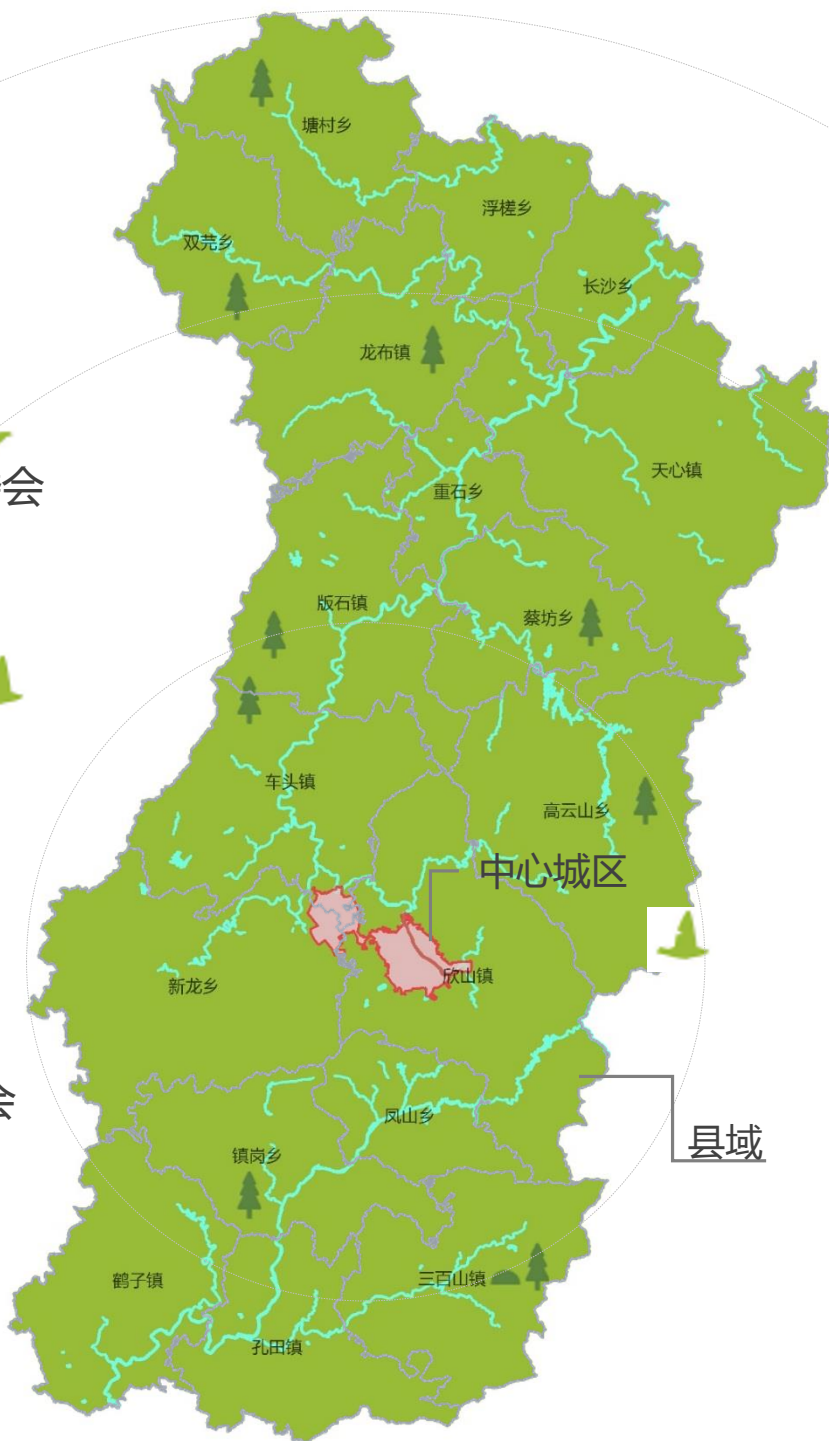 塘村乡
浮槎乡
双芫乡
长沙乡
龙布镇
天心镇
会
重石乡
版石镇
蔡坊乡
车头镇
高云山乡
中心城区
欣山镇
新龙乡
会
凤山乡
县域
镇岗乡
鹤子镇
三百山镇
孔田镇